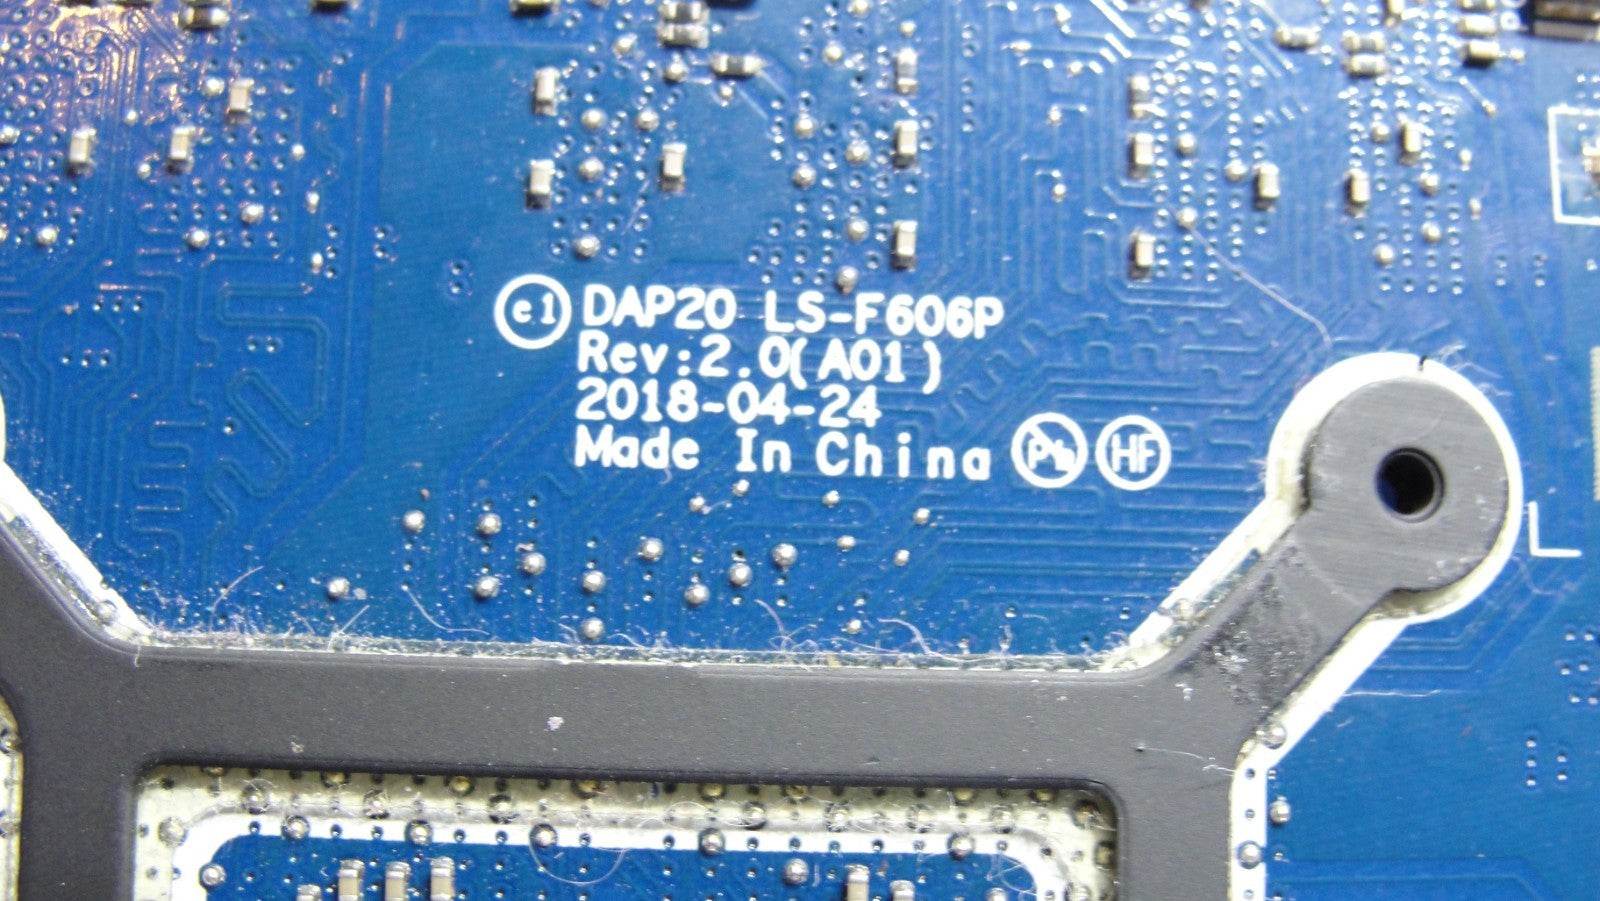 e1 DAP20 LS-F606P
Rev:2.0(A01)
2018-04-24
Made In China Pb HF